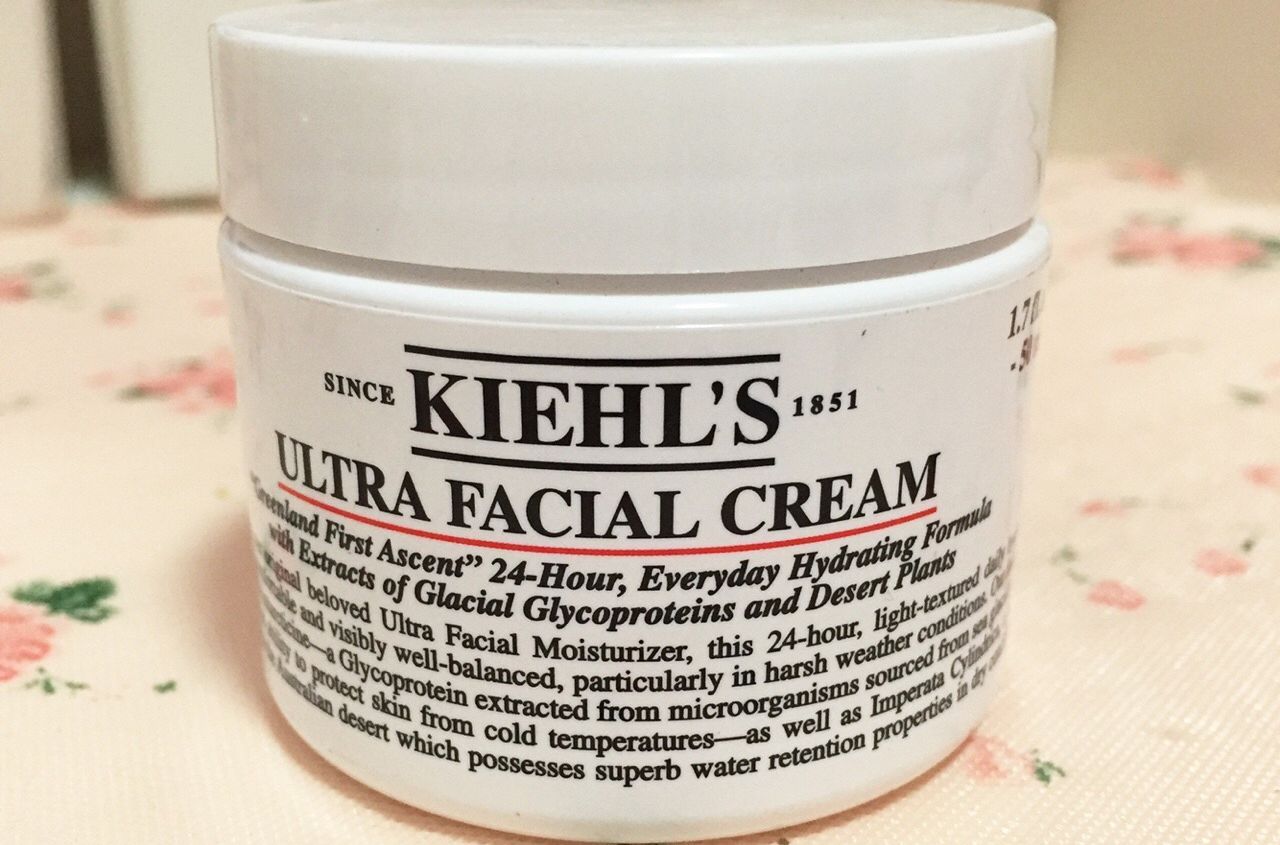 SINCE KIEHL'S 1851
ULTRA FACIAL CREAM
"Greenland First Ascent" 24-Hour, Everyday Hydrating Formula
with Extracts of Glacial Glycoproteins and Desert Plants
beloved Ultra Facial Moisturizer, this 24-hour, light-textured daily
and visibly well-balanced, particularly in harsh weather conditions.
a Glycoprotein extracted from microorganisms sourced from sea
to protect skin from cold temperatures—as well as Imperata
desert which possesses superb water retention properties in dry
1.7